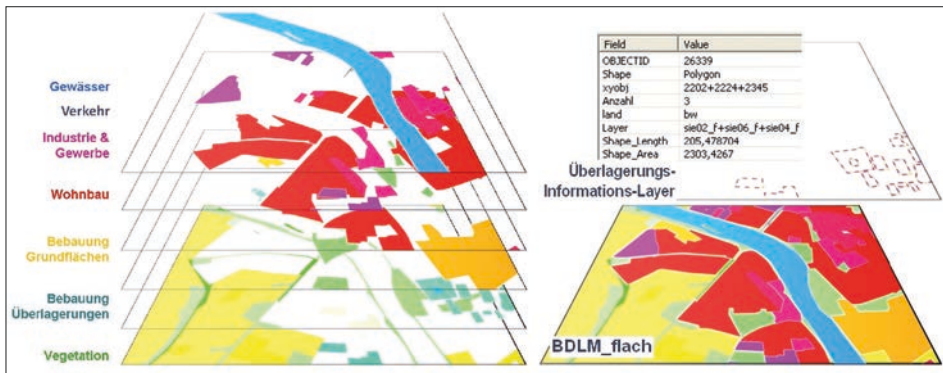 Gewässer
Verkehr
Industrie &
Gewerbe
Wohnbau
Bebauung
Grundflächen
Bebauung
Überlagerungen
Vegetation
Field Value
OBJECTID 26339
Shape Polygon
xyobj 2202+2224+2345
Anzahl 3
land bw
Layer sie02_f+sie06_f+sie04_f
Shape_Length 205,478704
Shape_Area 2303,4267
Überlagerungs-
Informations-Layer
BDLM_flach